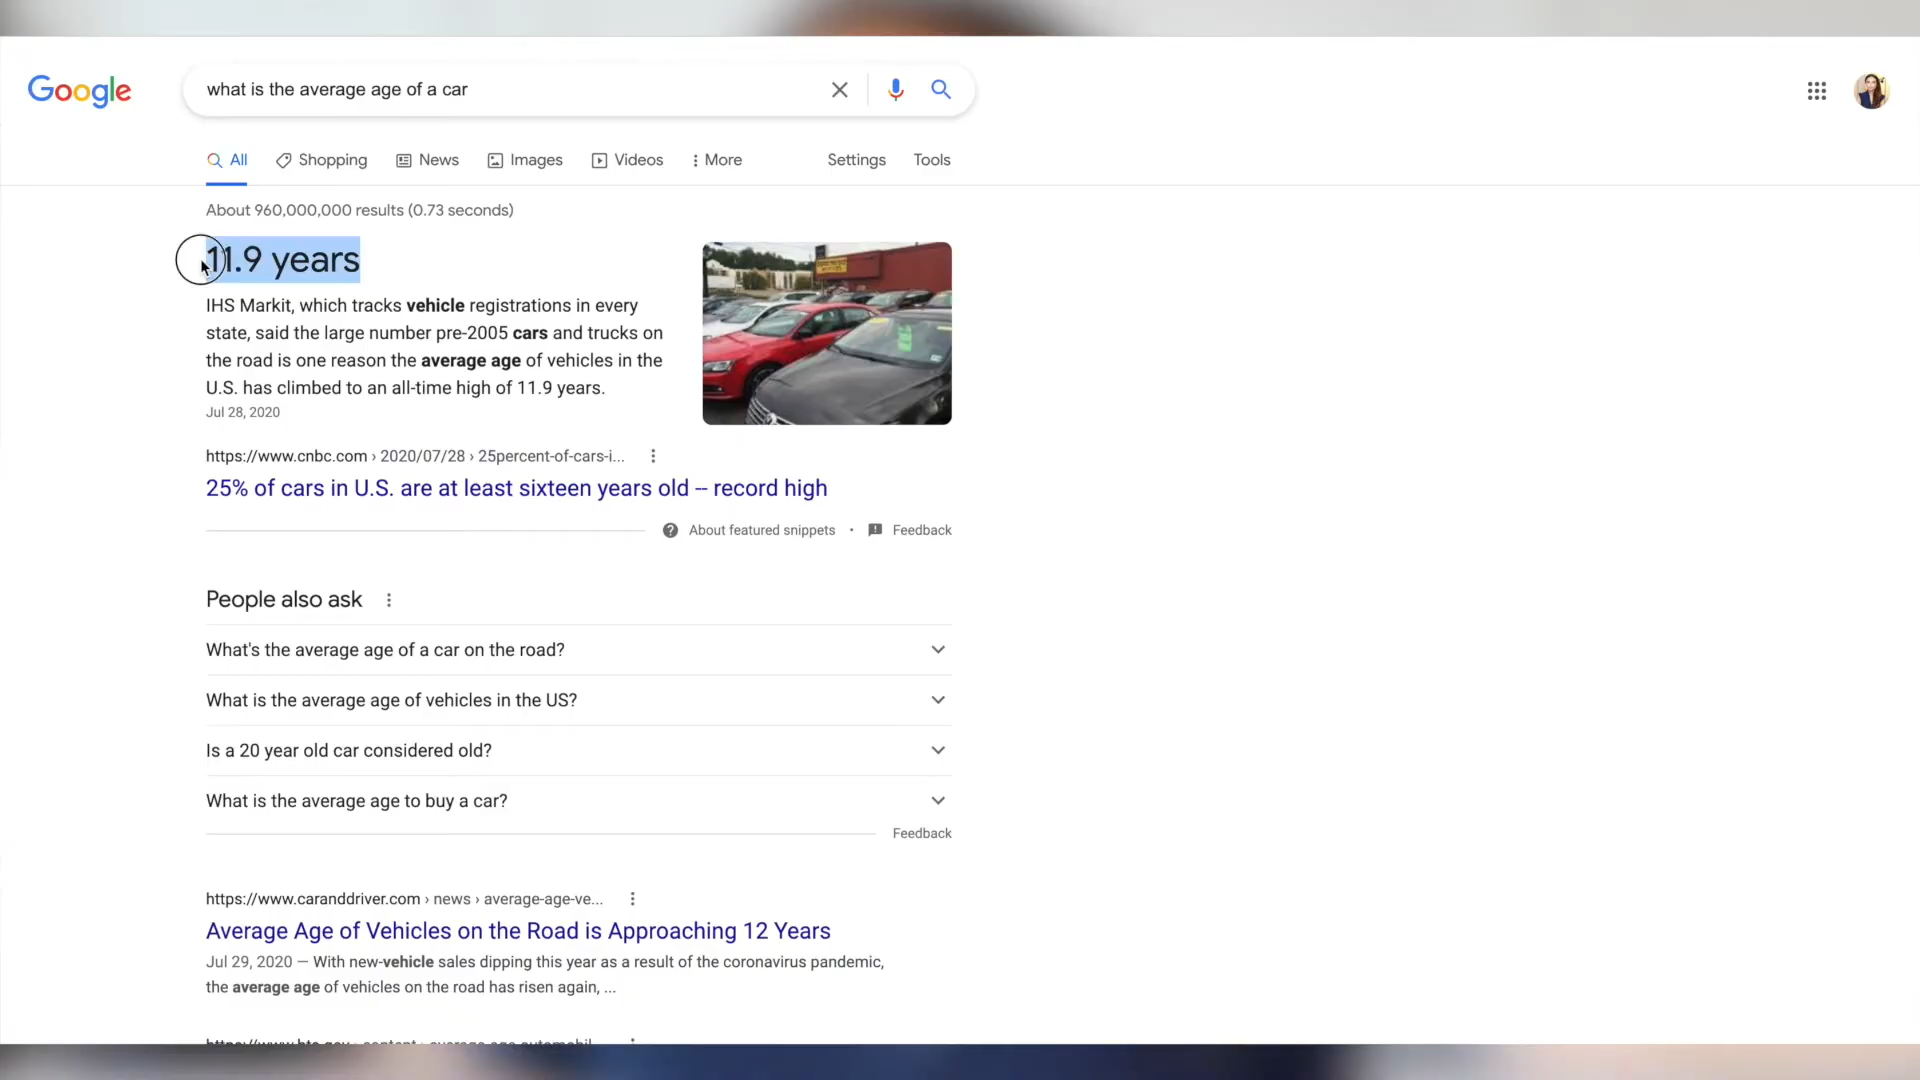 Google
what is the average age of a car
All
Shopping
News
Images
Videos
More
Settings
Tools
About 960,000,000 results (0.73 seconds)
11.9 years
IHS Markit, which tracks vehicle registrations in every
state, said the large number pre-2005 cars and trucks on
the road is one reason the average age of vehicles in the
U.S. has climbed to an all-time high of 11.9 years.
Jul 28, 2020
https://www.cnbc.com › 2020/07/28 › 25percent-of-cars-i...
25% of cars in U.S. are at least sixteen years old -- record high
About featured snippets • Feedback
People also ask
What's the average age of a car on the road?
What is the average age of vehicles in the US?
Is a 20 year old car considered old?
What is the average age to buy a car?
Feedback
https://www.caranddriver.com › news › average-age-ve...
Average Age of Vehicles on the Road is Approaching 12 Years
Jul 29, 2020 — With new-vehicle sales dipping this year as a result of the coronavirus pandemic,
the average age of vehicles on the road has risen again, ...
https://www.bts.gov › content › average-age-automobil...